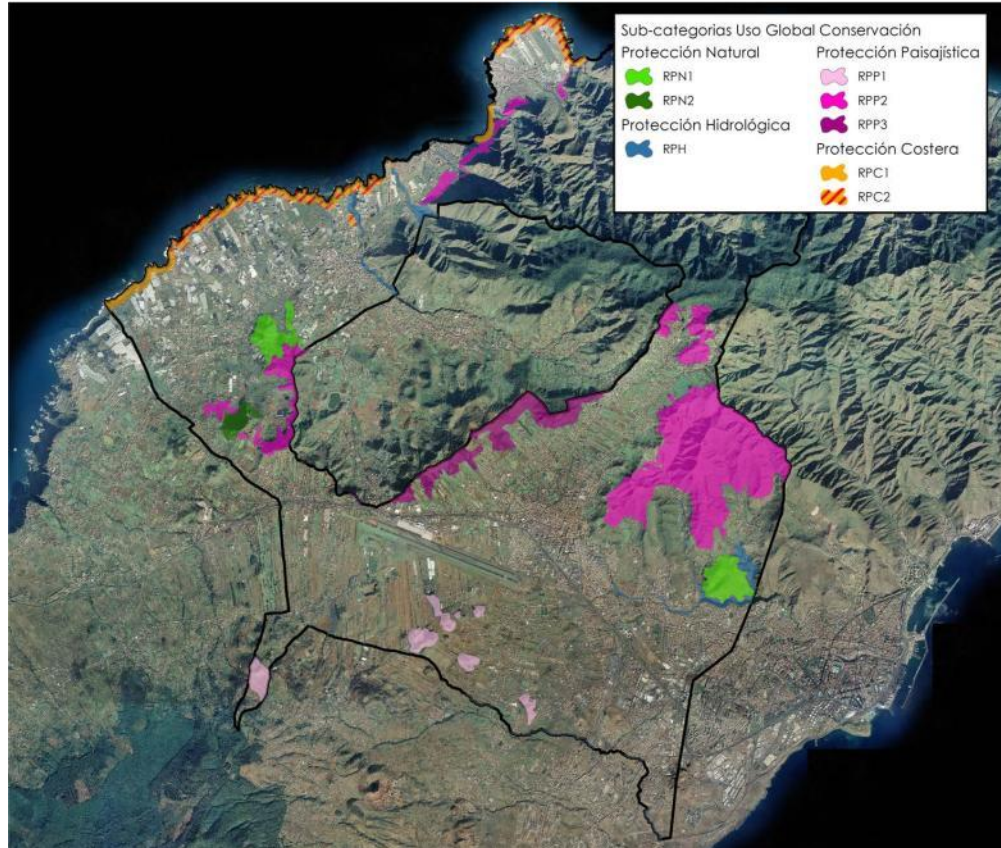 Sub-categorias Uso Global Conservación
Protección Natural
RPN1
RPN2
Protección Hidrológica
RPH
Protección Paisajística
RPP1
RPP2
RPP3
Protección Costera
RPC1
RPC2